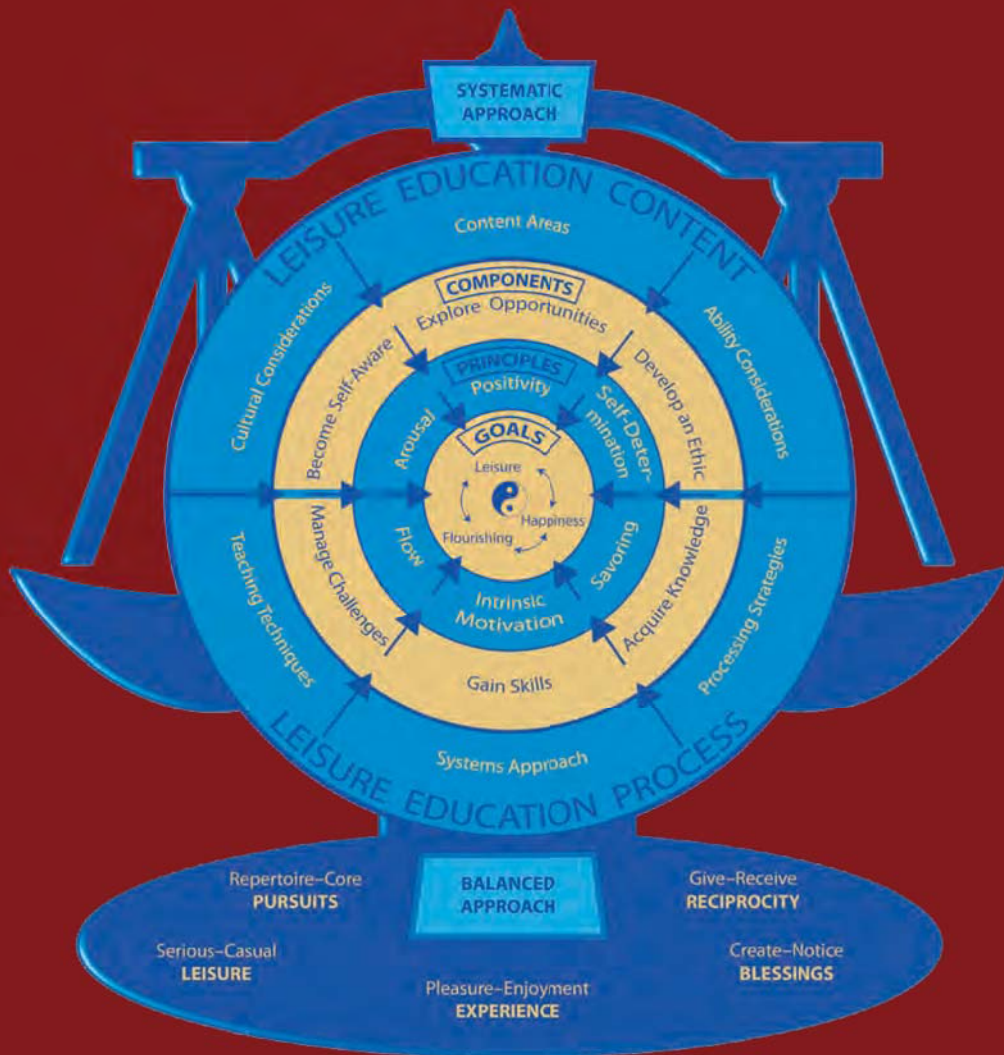 SYSTEMATIC
APPROACH
LEISURE EDUCATION CONTENT
Content Areas
Cultural Considerations
Ability Considerations
COMPONENTS
Explore Opportunities
Become Self-Aware
Develop an Ethic
PRINCIPLES
Positivity
Arousal
Self-Deter-
mination
GOALS
Leisure
Happiness
Flourishing
Flow
Savoring
Intrinsic
Motivation
Manage Challenges
Acquire Knowledge
Gain Skills
Teaching Techniques
Processing Strategies
Systems Approach
LEISURE EDUCATION PROCESS
BALANCED
APPROACH
Repertoire–Core
PURSUITS
Give–Receive
RECIPROCITY
Serious–Casual
LEISURE
Create–Notice
BLESSINGS
Pleasure–Enjoyment
EXPERIENCE